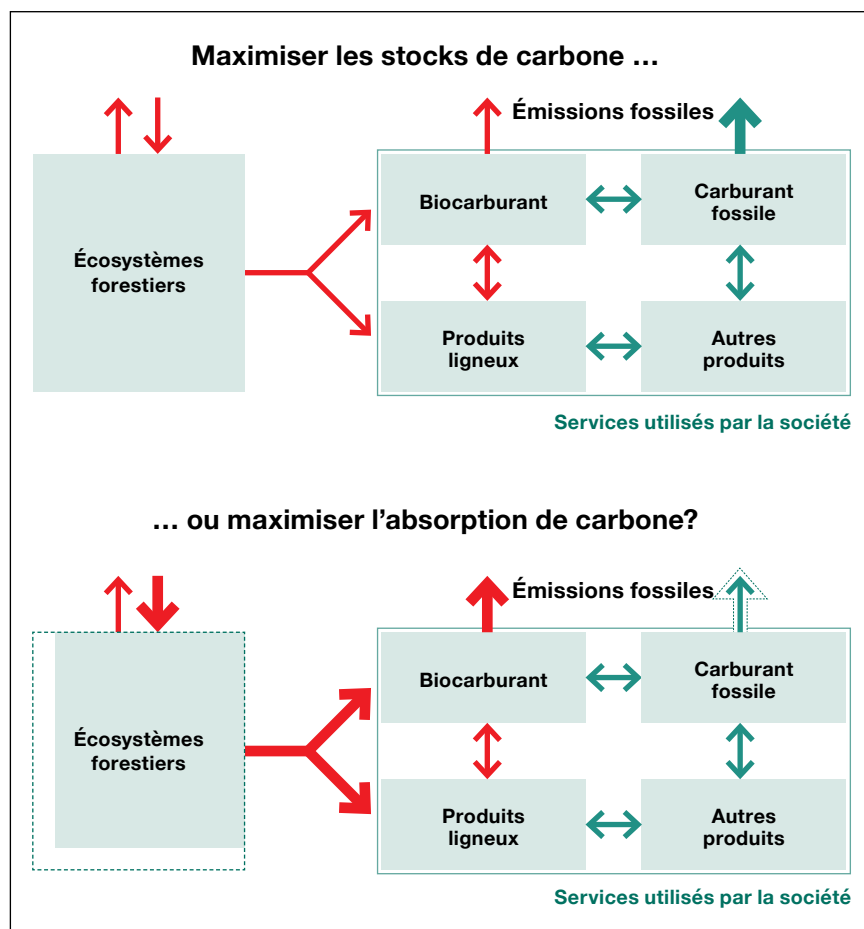 Maximiser les stocks de carbone …
Émissions fossiles
Écosystèmes
forestiers
Biocarburant
Carburant
fossile
Produits
ligneux
Autres
produits
Services utilisés par la société
… ou maximiser l’absorption de carbone?
Émissions fossiles
Écosystèmes
forestiers
Biocarburant
Carburant
fossile
Produits
ligneux
Autres
produits
Services utilisés par la société